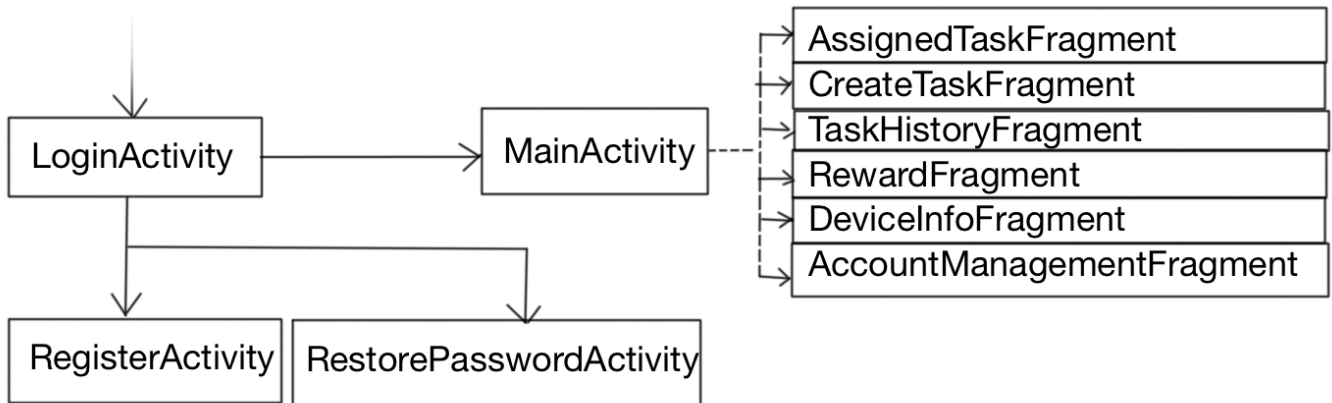 AssignedTaskFragment
CreateTaskFragment
TaskHistoryFragment
LoginActivity
MainActivity
RewardFragment
DeviceInfoFragment
AccountManagementFragment
RegisterActivity
RestorePasswordActivity